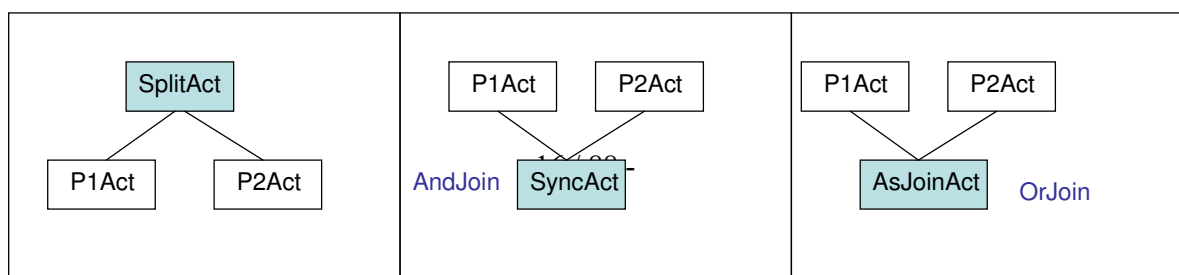 SplitAct
P1Act
P2Act
P1Act
P2Act
AndJoin
SyncAct
P1Act
P2Act
AsJoinAct
OrJoin